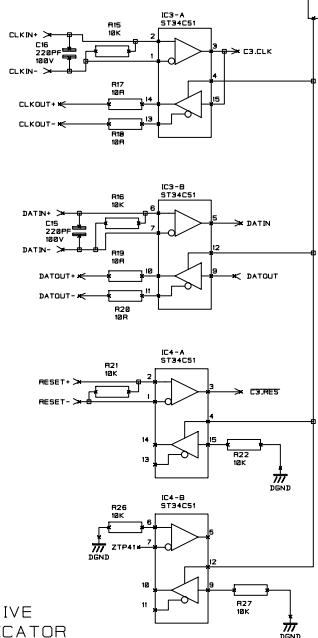 IC3-A
ST34C51
R15
10K
CLKIN+
2
3
C3.CLK
C16
220PF
100V
1
CLKIN-
4
R17
10R
CLKOUT+
14
15
CLKOUT-
13
R18
10R
IC3-B
ST34C51
R16
10K
DATIN+
6
5
DATIN
C15
220PF
100V
7
DATIN-
R19
10R
12
DATOUT+
10
9
DATOUT
DATOUT-
11
R20
10R
IC4-A
ST34C51
R21
10K
RESET+
2
3
C3.RES
RESET-
1
4
14
15
13
R22
10K
DGND
IC4-B
ST34C51
R26
10K
6
5
ZTP41
7
DGND
12
10
9
11
R27
10K
DGND
IVE
CATOR